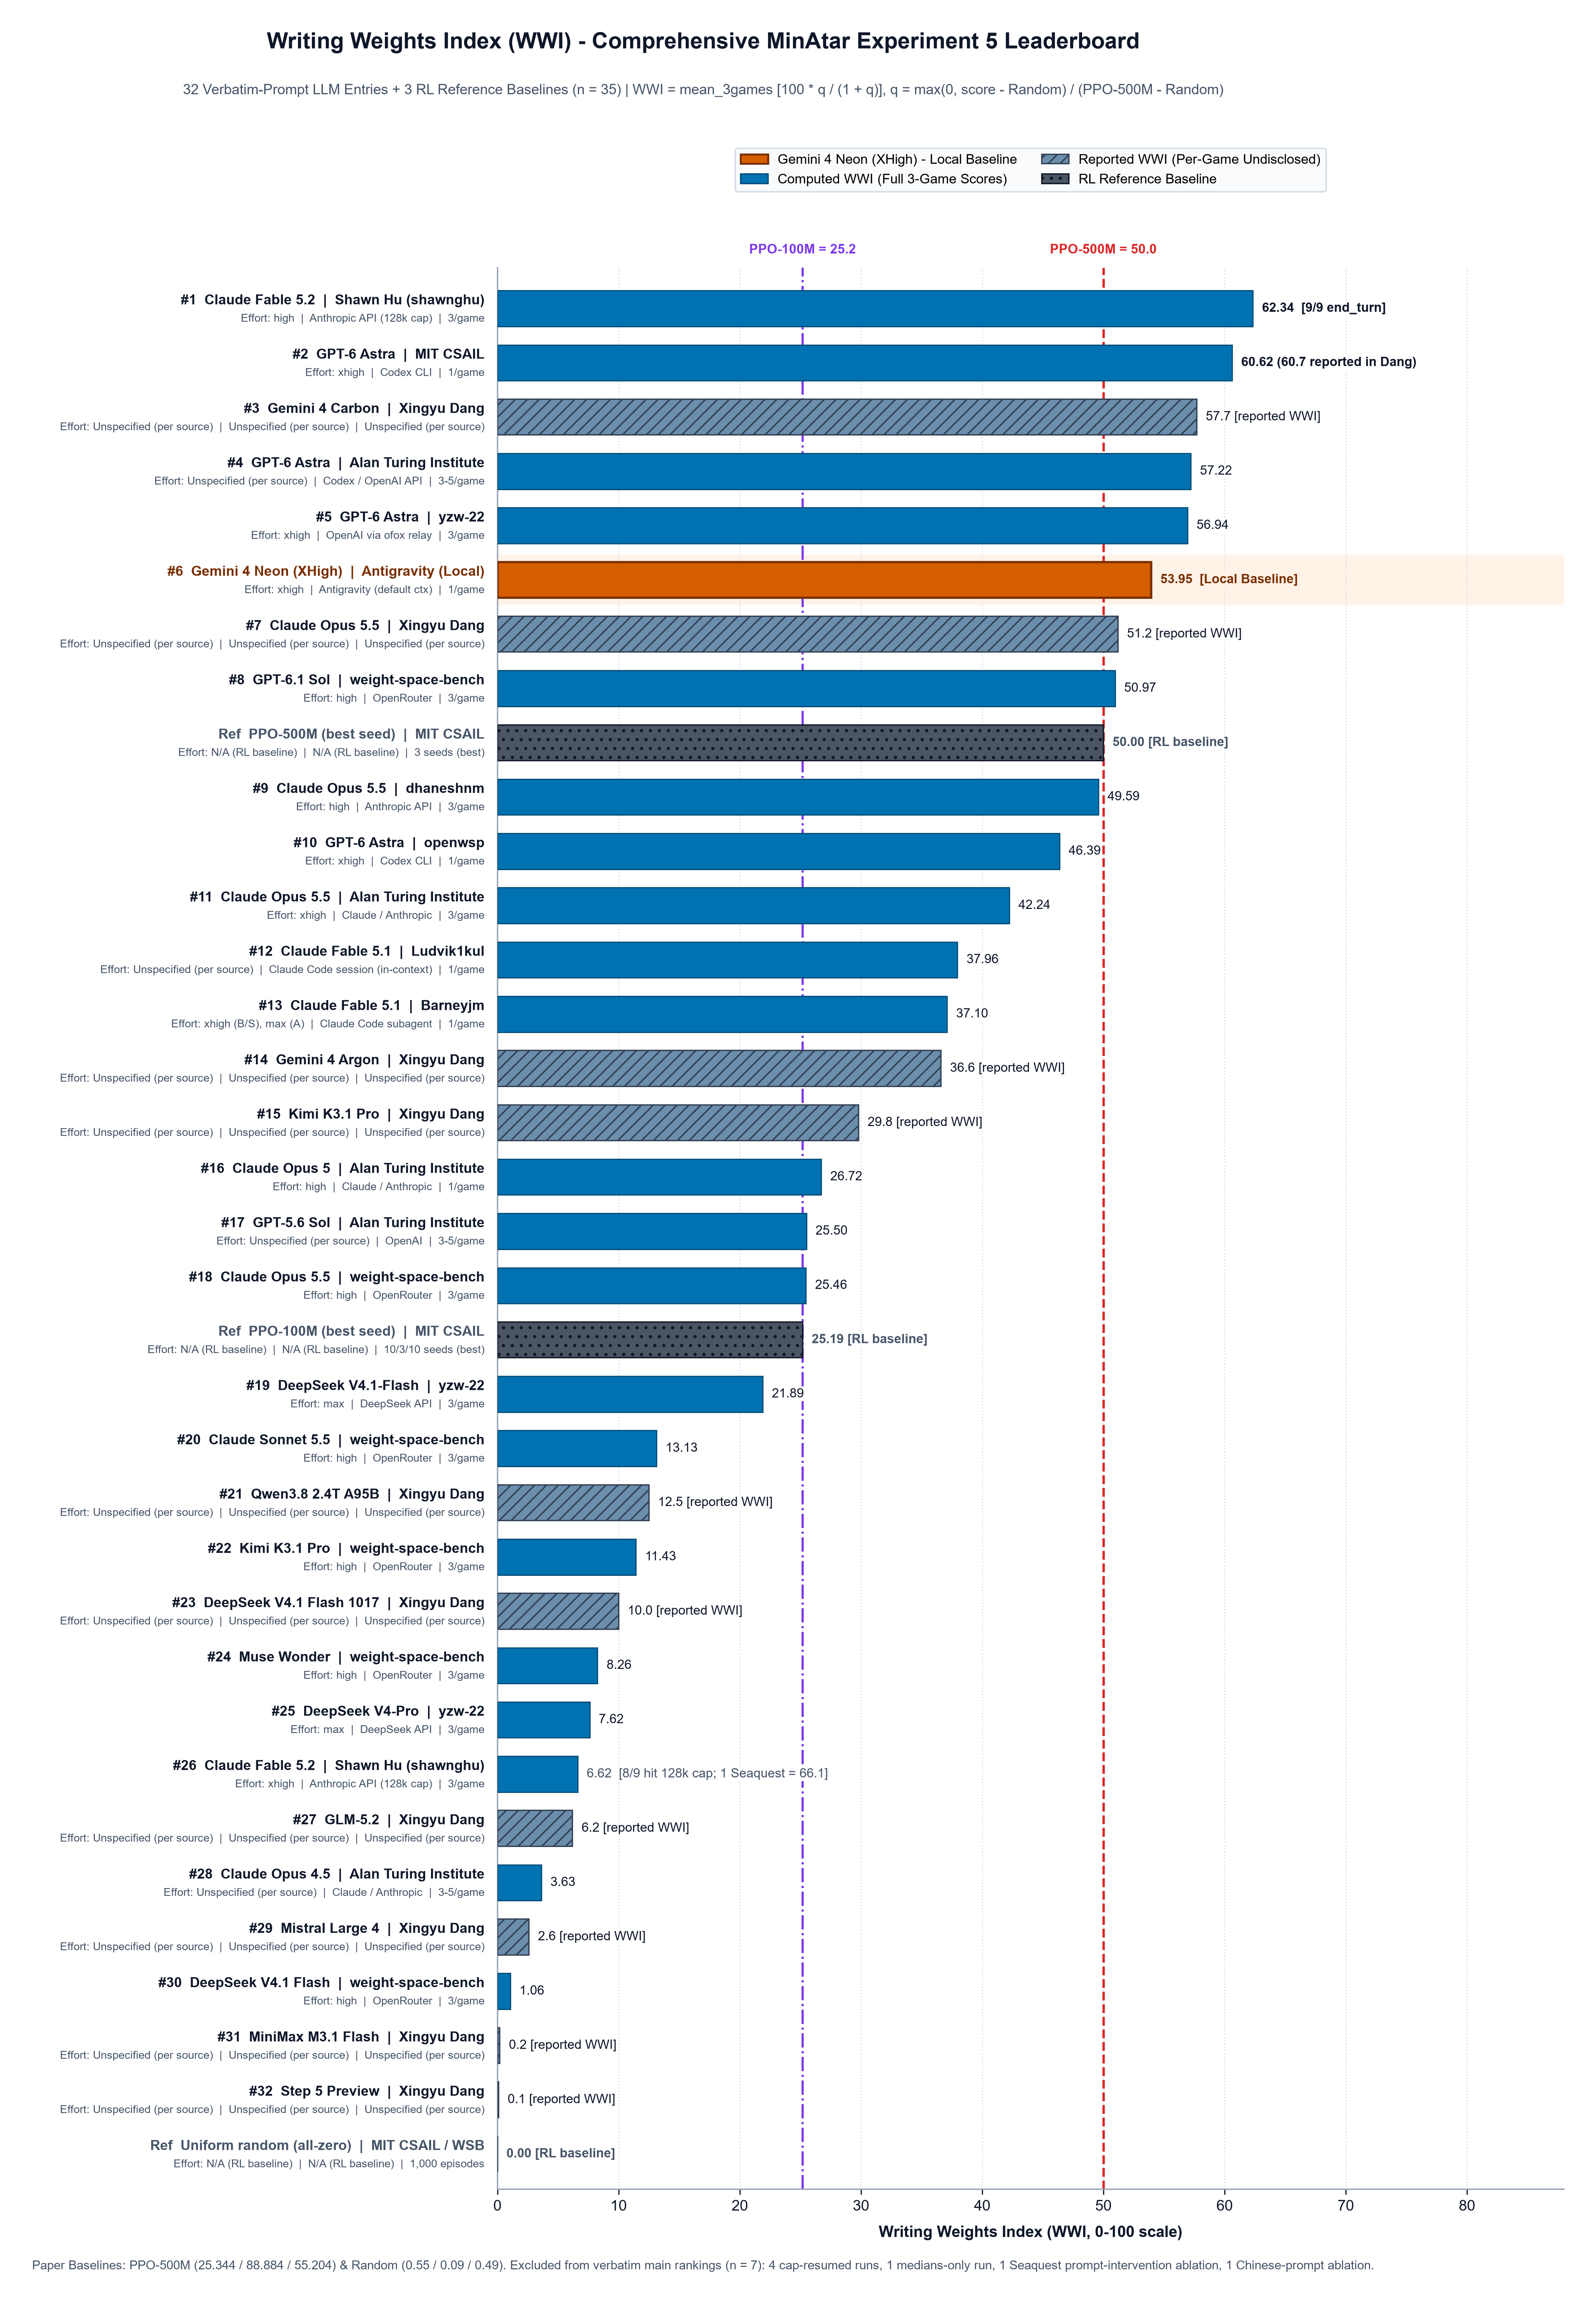 Writing Weights Index (WWI) - Comprehensive MinAtar Experiment 5 Leaderboard
32 Verbatim-Prompt LLM Entries + 3 RL Reference Baselines (n = 35) | WWI = mean_3games [100 * q / (1 + q)], q = max(0, score - Random) / (PPO-500M - Random)
Gemini 4 Neon (XHigh) - Local Baseline
Computed WWI (Full 3-Game Scores)
Reported WWI (Per-Game Undisclosed)
RL Reference Baseline
PPO-100M = 25.2
PPO-500M = 50.0
#1 Claude Fable 5.2 | Shawn Hu (shawnghu)
Effort: high | Anthropic API (128k cap) | 3/game
62.34 [9/9 end_turn]
#2 GPT-6 Astra | MIT CSAIL
Effort: xhigh | Codex CLI | 1/game
60.62 (60.7 reported in Dang)
#3 Gemini 4 Carbon | Xingyu Dang
Effort: Unspecified (per source) | Unspecified (per source) | Unspecified (per source)
57.7 [reported WWI]
#4 GPT-6 Astra | Alan Turing Institute
Effort: Unspecified (per source) | Codex / OpenAI API | 3-5/game
57.22
#5 GPT-6 Astra | yzw-22
Effort: xhigh | OpenAI via ofox relay | 3/game
56.94
#6 Gemini 4 Neon (XHigh) | Antigravity (Local)
Effort: xhigh | Antigravity (default ctx) | 1/game
53.95 [Local Baseline]
#7 Claude Opus 5.5 | Xingyu Dang
Effort: Unspecified (per source) | Unspecified (per source) | Unspecified (per source)
51.2 [reported WWI]
#8 GPT-6.1 Sol | weight-space-bench
Effort: high | OpenRouter | 3/game
50.97
Ref PPO-500M (best seed) | MIT CSAIL
Effort: N/A (RL baseline) | N/A (RL baseline) | 3 seeds (best)
50.00 [RL baseline]
#9 Claude Opus 5.5 | dhaneshnm
Effort: high | Anthropic API | 3/game
49.59
#10 GPT-6 Astra | openwsp
Effort: xhigh | Codex CLI | 1/game
46.39
#11 Claude Opus 5.5 | Alan Turing Institute
Effort: xhigh | Claude / Anthropic | 3/game
42.24
#12 Claude Fable 5.1 | Ludvik1kul
Effort: Unspecified (per source) | Claude Code session (in-context) | 1/game
37.96
#13 Claude Fable 5.1 | Barneyjm
Effort: xhigh (B/S), max (A) | Claude Code subagent | 1/game
37.10
#14 Gemini 4 Argon | Xingyu Dang
Effort: Unspecified (per source) | Unspecified (per source) | Unspecified (per source)
36.6 [reported WWI]
#15 Kimi K3.1 Pro | Xingyu Dang
Effort: Unspecified (per source) | Unspecified (per source) | Unspecified (per source)
29.8 [reported WWI]
#16 Claude Opus 5 | Alan Turing Institute
Effort: high | Claude / Anthropic | 1/game
26.72
#17 GPT-5.6 Sol | Alan Turing Institute
Effort: Unspecified (per source) | OpenAI | 3-5/game
25.50
#18 Claude Opus 5.5 | weight-space-bench
Effort: high | OpenRouter | 3/game
25.46
Ref PPO-100M (best seed) | MIT CSAIL
Effort: N/A (RL baseline) | N/A (RL baseline) | 10/3/10 seeds (best)
25.19 [RL baseline]
#19 DeepSeek V4.1-Flash | yzw-22
Effort: max | DeepSeek API | 3/game
21.89
#20 Claude Sonnet 5.5 | weight-space-bench
Effort: high | OpenRouter | 3/game
13.13
#21 Qwen3.8 2.4T A95B | Xingyu Dang
Effort: Unspecified (per source) | Unspecified (per source) | Unspecified (per source)
12.5 [reported WWI]
#22 Kimi K3.1 Pro | weight-space-bench
Effort: high | OpenRouter | 3/game
11.43
#23 DeepSeek V4.1 Flash 1017 | Xingyu Dang
Effort: Unspecified (per source) | Unspecified (per source) | Unspecified (per source)
10.0 [reported WWI]
#24 Muse Wonder | weight-space-bench
Effort: high | OpenRouter | 3/game
8.26
#25 DeepSeek V4-Pro | yzw-22
Effort: max | DeepSeek API | 3/game
7.62
#26 Claude Fable 5.2 | Shawn Hu (shawnghu)
Effort: xhigh | Anthropic API (128k cap) | 3/game
6.62 [8/9 hit 128k cap; 1 Seaquest = 66.1]
#27 GLM-5.2 | Xingyu Dang
Effort: Unspecified (per source) | Unspecified (per source) | Unspecified (per source)
6.2 [reported WWI]
#28 Claude Opus 4.5 | Alan Turing Institute
Effort: Unspecified (per source) | Claude / Anthropic | 3-5/game
3.63
#29 Mistral Large 4 | Xingyu Dang
Effort: Unspecified (per source) | Unspecified (per source) | Unspecified (per source)
2.6 [reported WWI]
#30 DeepSeek V4.1 Flash | weight-space-bench
Effort: high | OpenRouter | 3/game
1.06
#31 MiniMax M3.1 Flash | Xingyu Dang
Effort: Unspecified (per source) | Unspecified (per source) | Unspecified (per source)
0.2 [reported WWI]
#32 Step 5 Preview | Xingyu Dang
Effort: Unspecified (per source) | Unspecified (per source) | Unspecified (per source)
0.1 [reported WWI]
Ref Uniform random (all-zero) | MIT CSAIL / WSB
Effort: N/A (RL baseline) | N/A (RL baseline) | 1,000 episodes
0.00 [RL baseline]
0 10 20 30 40 50 60 70 80
Writing Weights Index (WWI, 0-100 scale)
Paper Baselines: PPO-500M (25.344 / 88.884 / 55.204) & Random (0.55 / 0.09 / 0.49). Excluded from verbatim main rankings (n = 7): 4 cap-resumed runs, 1 medians-only run, 1 Seaquest prompt-intervention ablation, 1 Chinese-prompt ablation.